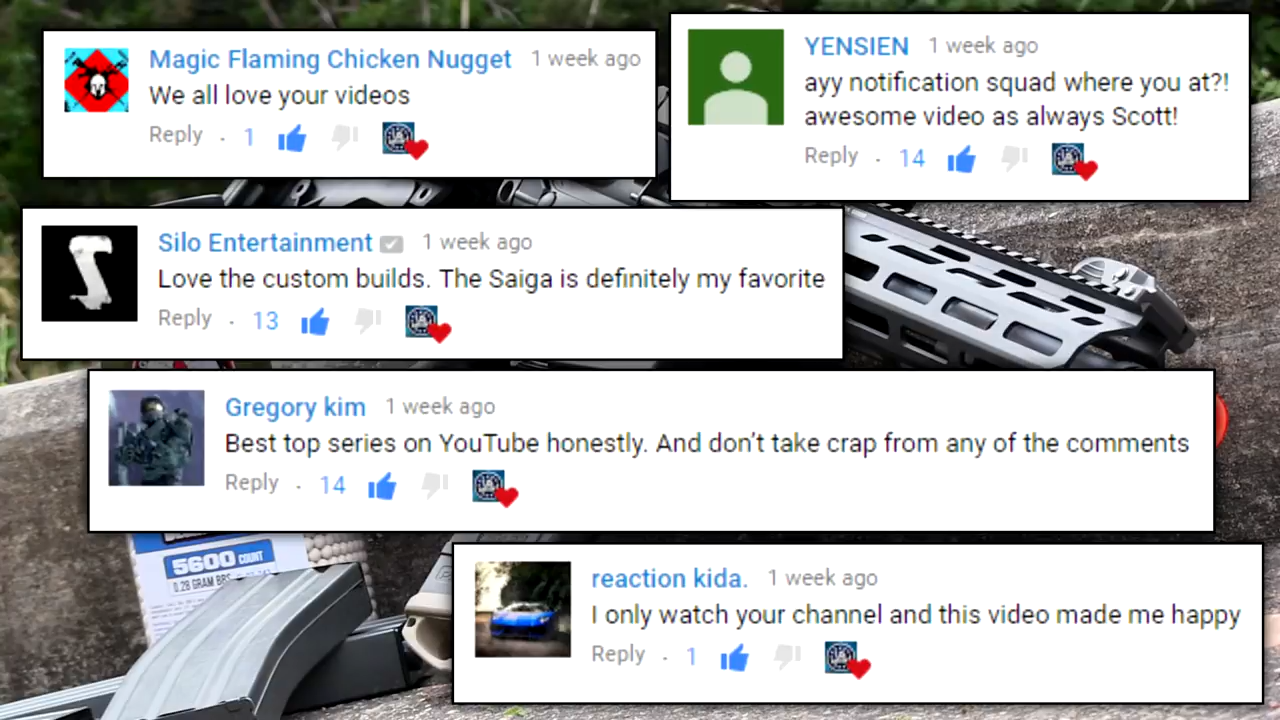 Magic Flaming Chicken Nugget 1 week ago
We all love your videos
Reply . 1
YENSIEN 1 week ago
ayy notification squad where you at?!
awesome video as always Scott!
Reply . 14
Silo Entertainment 1 week ago
Love the custom builds. The Saiga is definitely my favorite
Reply . 13
Gregory kim 1 week ago
Best top series on YouTube honestly. And don't take crap from any of the comments
Reply . 14
5600 COUNT
0.28 GRAM BBS
reaction kida. 1 week ago
I only watch your channel and this video made me happy
Reply . 1